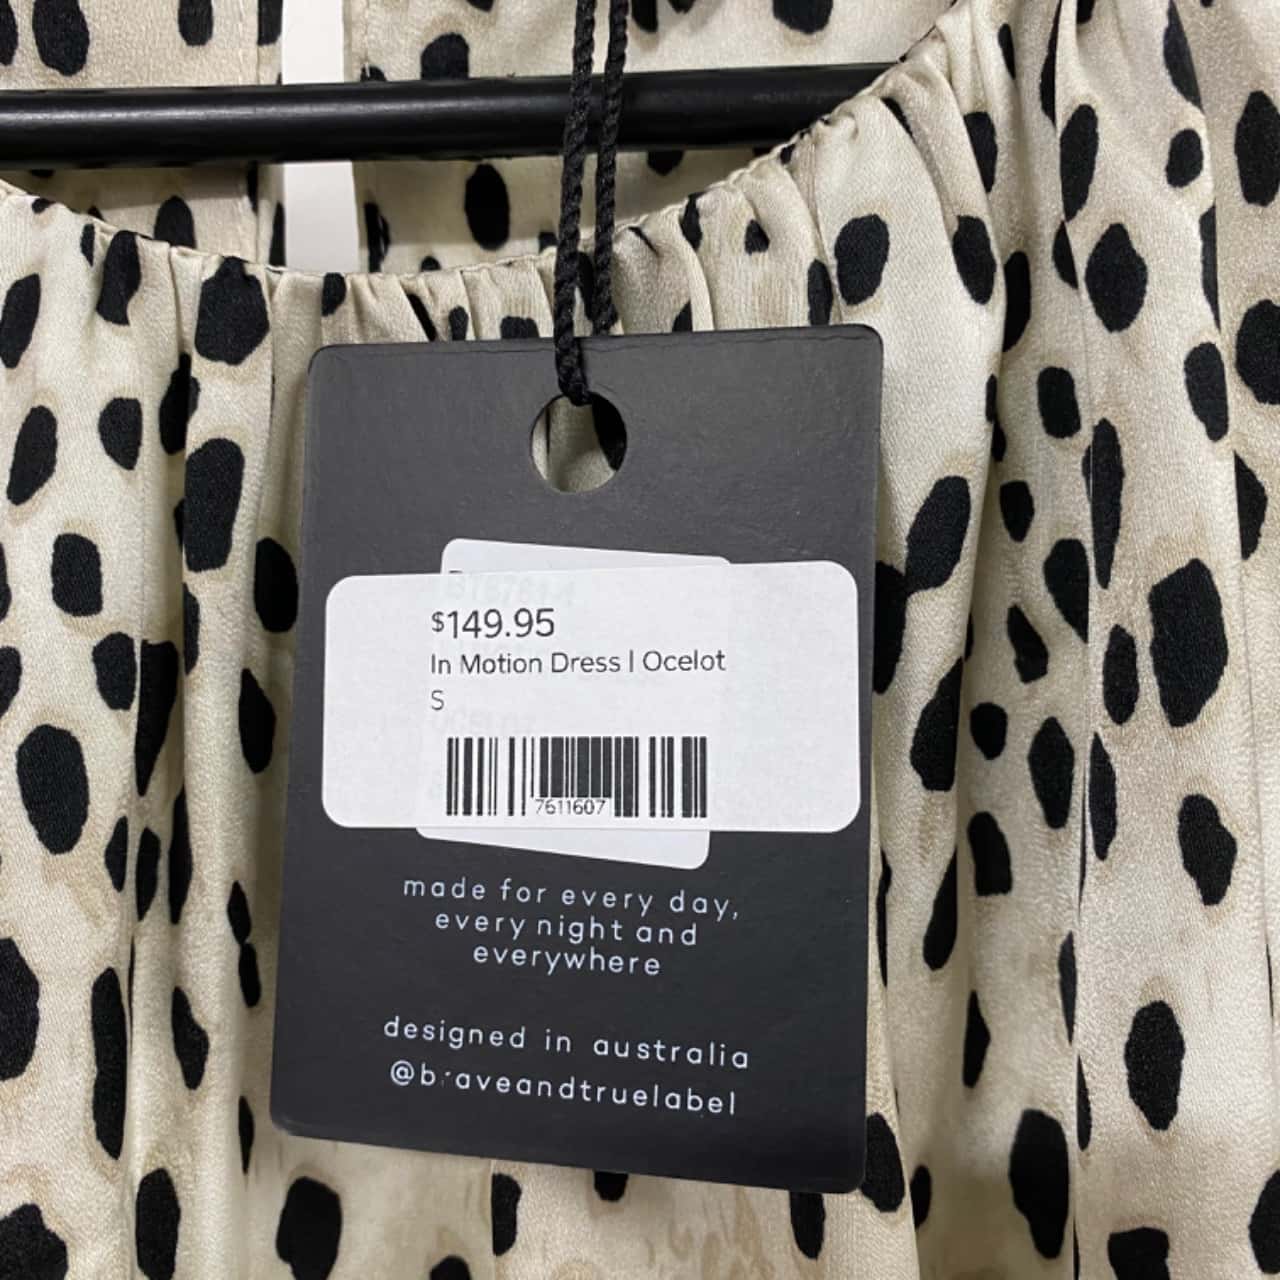 $149.95
In Motion Dress | Ocelot
S
7611607
made for every day,
every night and
everywhere
designed in australia
@braveandtruelabel